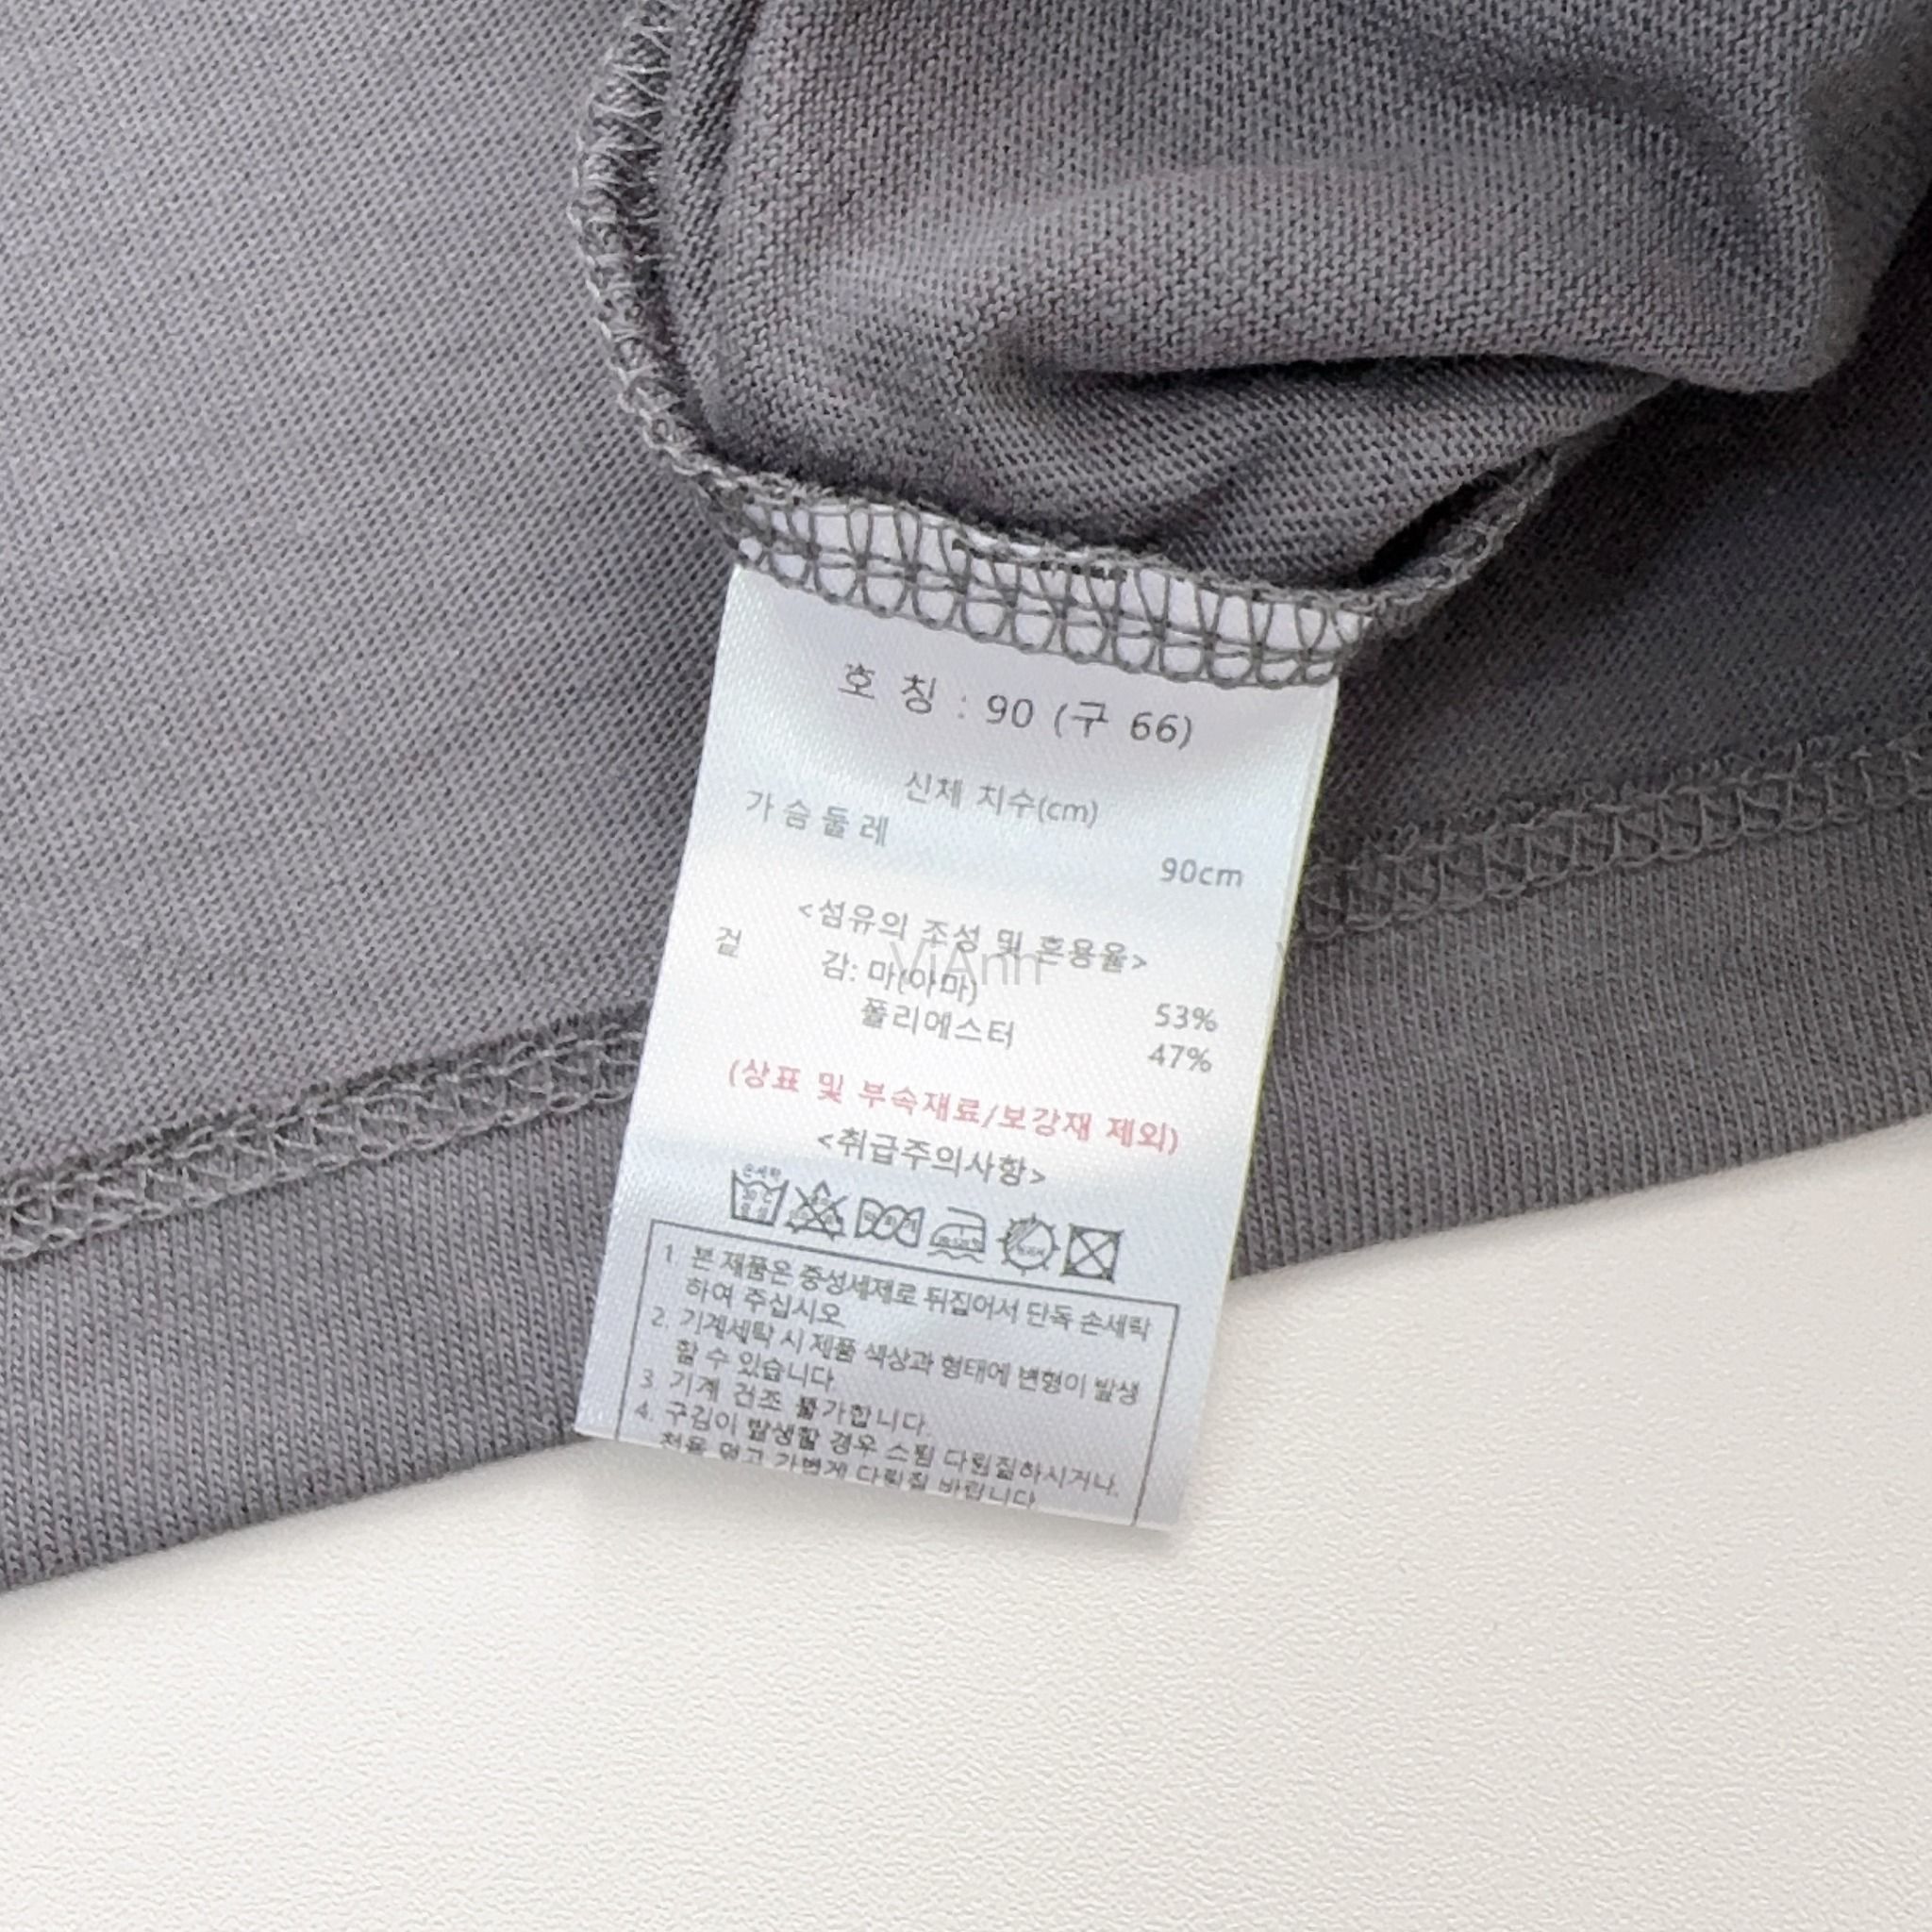 호 칭 : 90 (구 66)
신체 치수(cm)
가슴둘레 90cm
<섬유의 조성 및 혼용율>
겉 감: 마(아마) 53%
폴리에스터 47%
ViAnh
(상표 및 부속재료/보강재 제외)
<취급주의사항>
손세탁
30℃
중성
1. 본 제품은 중성세제로 뒤집어서 단독 손세탁
하여 주십시오
2. 기계세탁 시 제품 색상과 형태에 변형이 발생
할 수 있습니다
3. 기계 건조 불가합니다.
4. 구김이 발생할 경우 스팀 다림질하시거나,
천을 덮고 가볍게 다림질 바랍니다.